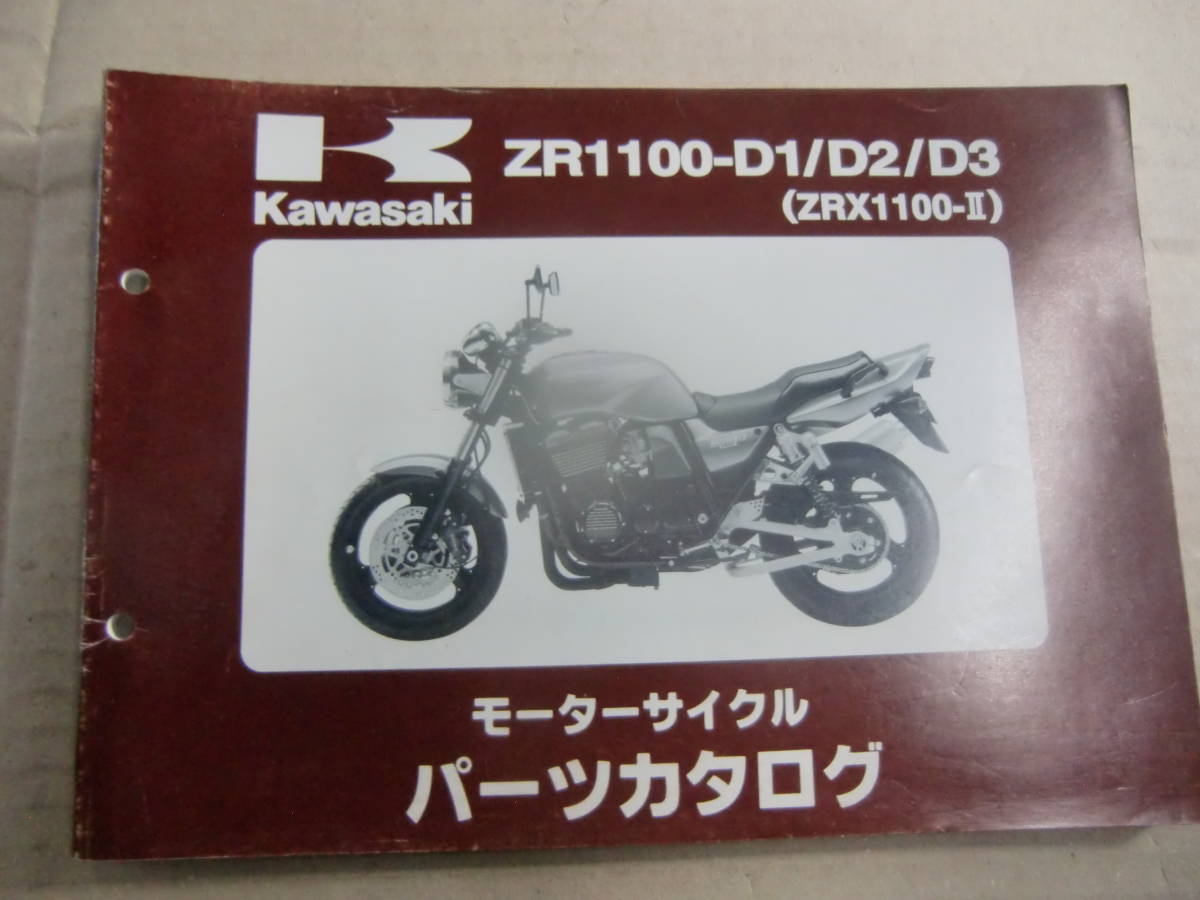 ZR1100-D1/D2/D3
Kawasaki
(ZRX1100-Ⅱ)
モーターサイクル
パーツカタログ